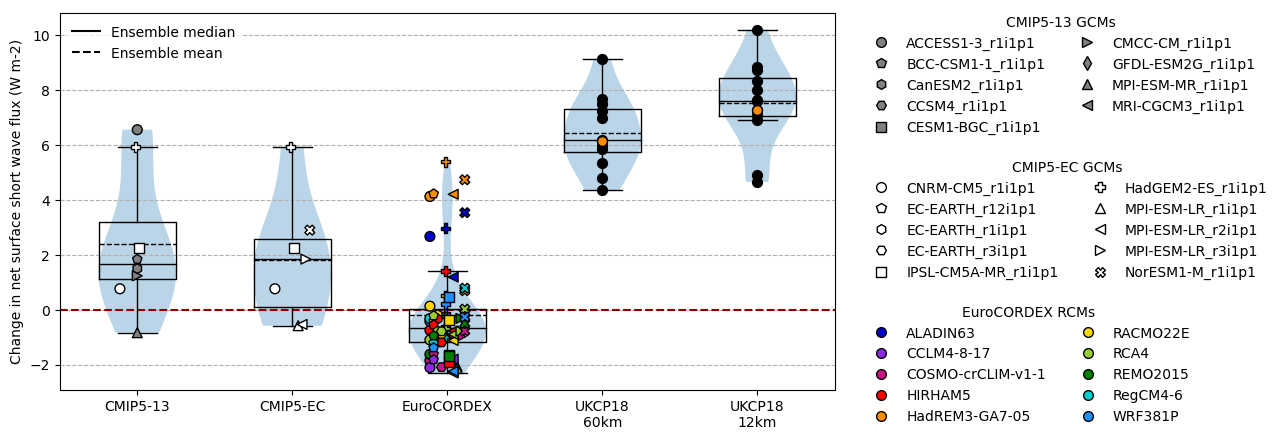 Change in net surface short wave flux (W m-2)
10
8
6
4
2
0
−2
Ensemble median
Ensemble mean
CMIP5-13
CMIP5-EC
EuroCORDEX
UKCP18
60km
UKCP18
12km
CMIP5-13 GCMs
ACCESS1-3_r1i1p1
BCC-CSM1-1_r1i1p1
CanESM2_r1i1p1
CCSM4_r1i1p1
CESM1-BGC_r1i1p1
CMCC-CM_r1i1p1
GFDL-ESM2G_r1i1p1
MPI-ESM-MR_r1i1p1
MRI-CGCM3_r1i1p1
CMIP5-EC GCMs
CNRM-CM5_r1i1p1
EC-EARTH_r12i1p1
EC-EARTH_r1i1p1
EC-EARTH_r3i1p1
IPSL-CM5A-MR_r1i1p1
HadGEM2-ES_r1i1p1
MPI-ESM-LR_r1i1p1
MPI-ESM-LR_r2i1p1
MPI-ESM-LR_r3i1p1
NorESM1-M_r1i1p1
EuroCORDEX RCMs
ALADIN63
CCLM4-8-17
COSMO-crCLIM-v1-1
HIRHAM5
HadREM3-GA7-05
RACMO22E
RCA4
REMO2015
RegCM4-6
WRF381P